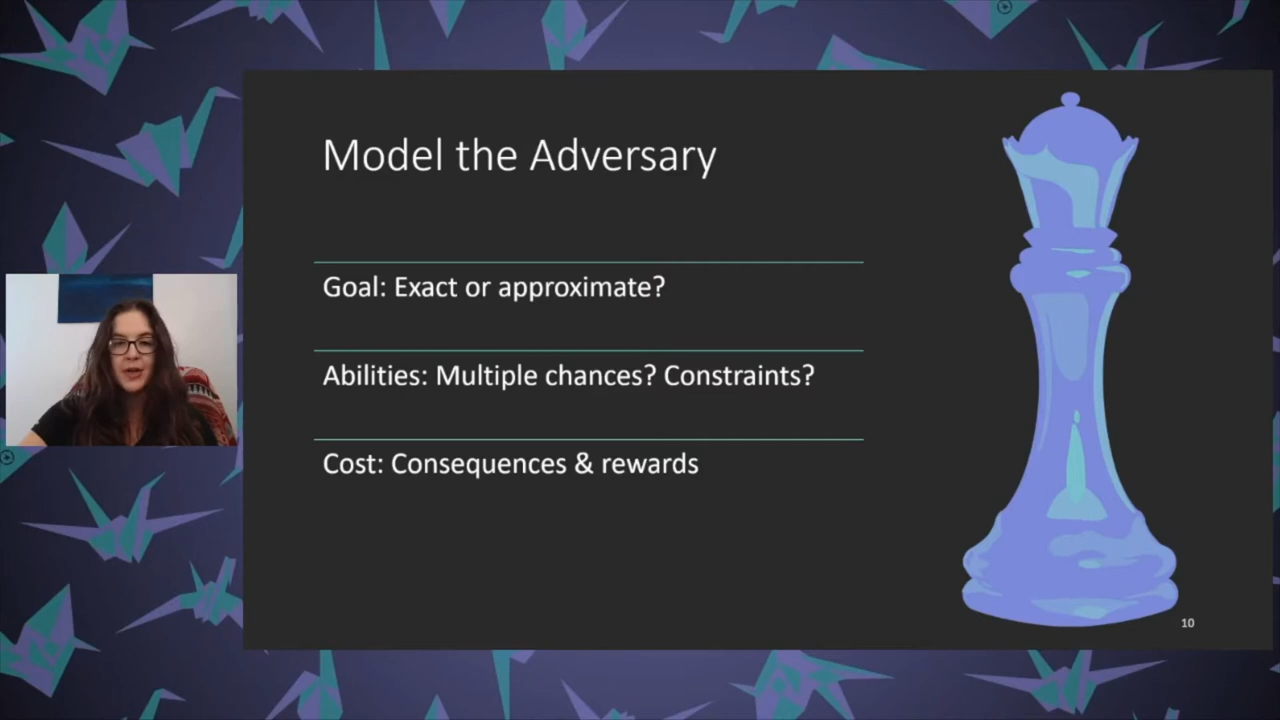 Model the Adversary
Goal: Exact or approximate?
Abilities: Multiple chances? Constraints?
Cost: Consequences & rewards
10